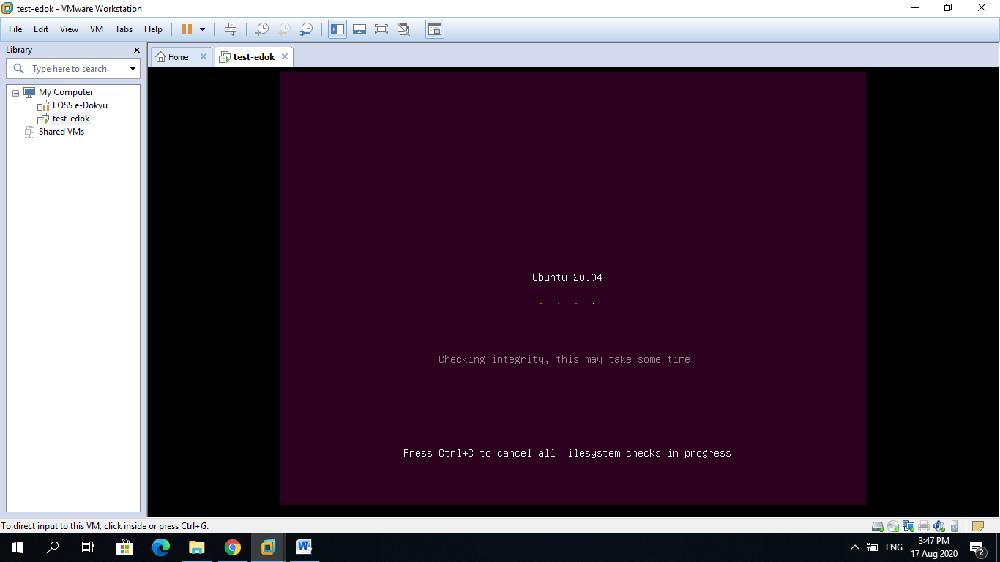 test-edok - VMware Workstation
File Edit View VM Tabs Help
Library
Type here to search
My Computer
FOSS e-Dokyu
test-edok
Shared VMs
Home
test-edok
Ubuntu 20.04
. . . .
Checking integrity, this may take some time
Press Ctrl+C to cancel all filesystem checks in progress
To direct input to this VM, click inside or press Ctrl+G.
ENG
3:47 PM
17 Aug 2020
2